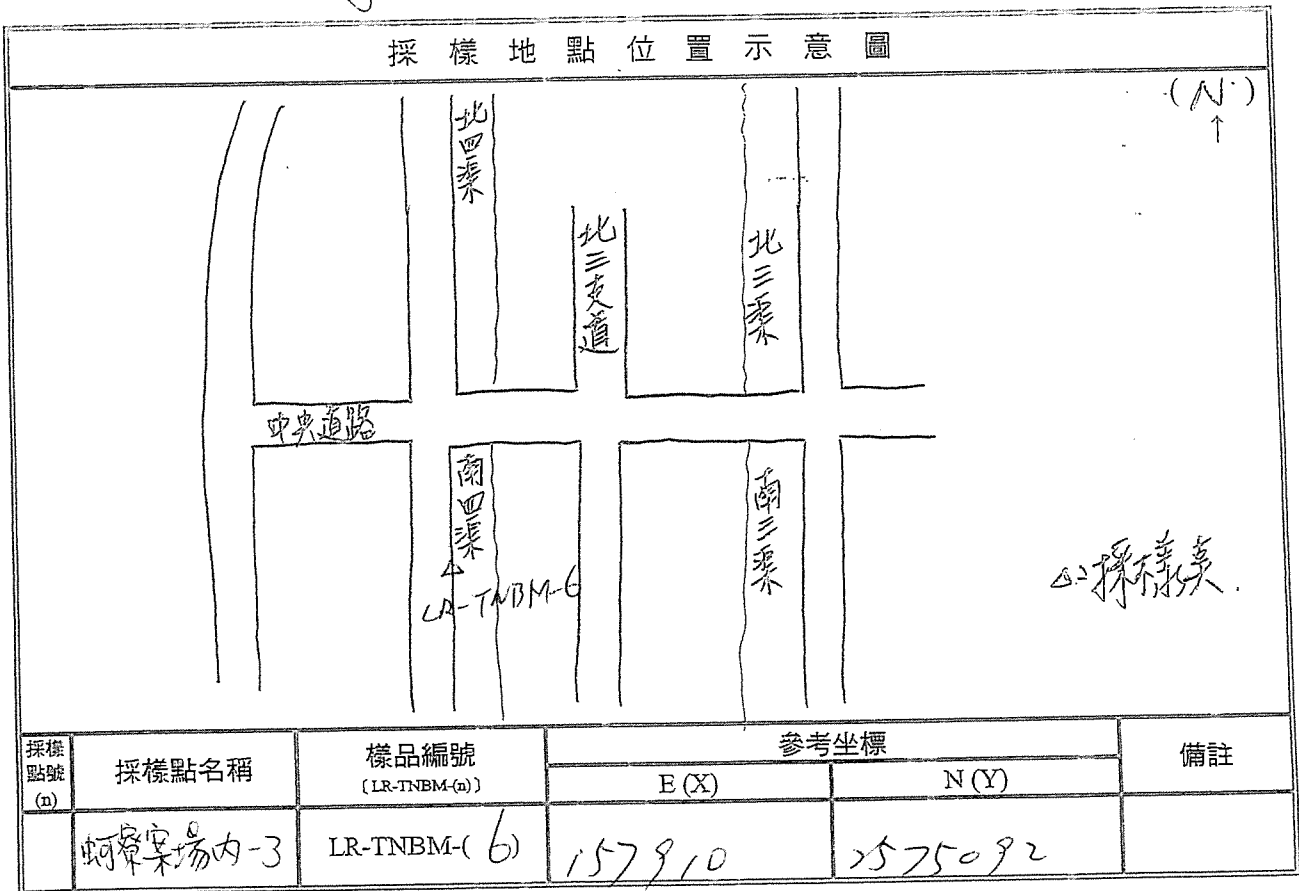 採樣地點位置示意圖
(N)
↑
北四渠
北三支道
北三渠
中央道路
南四渠
南三渠
△
LR-TNBM-6
△:採樣點.
採樣點號(n)
採樣點名稱
樣品編號
〔LR-TNBM-(n)〕
參考坐標
備註
E (X)
N (Y)
蚵寮案場內-3
LR-TNBM-( 6 )
157910
2575092